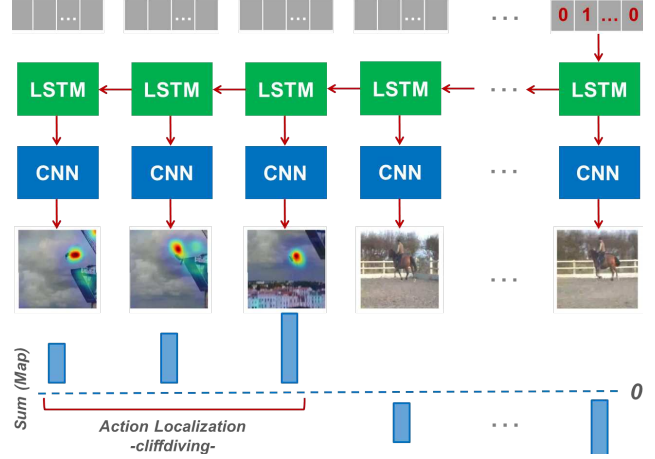 ... ... ... ... ... 0 1 ... 0
LSTM LSTM LSTM LSTM ... LSTM
CNN CNN CNN CNN ... CNN
...
Sum (Map)
0
Action Localization
-cliffdiving-
...